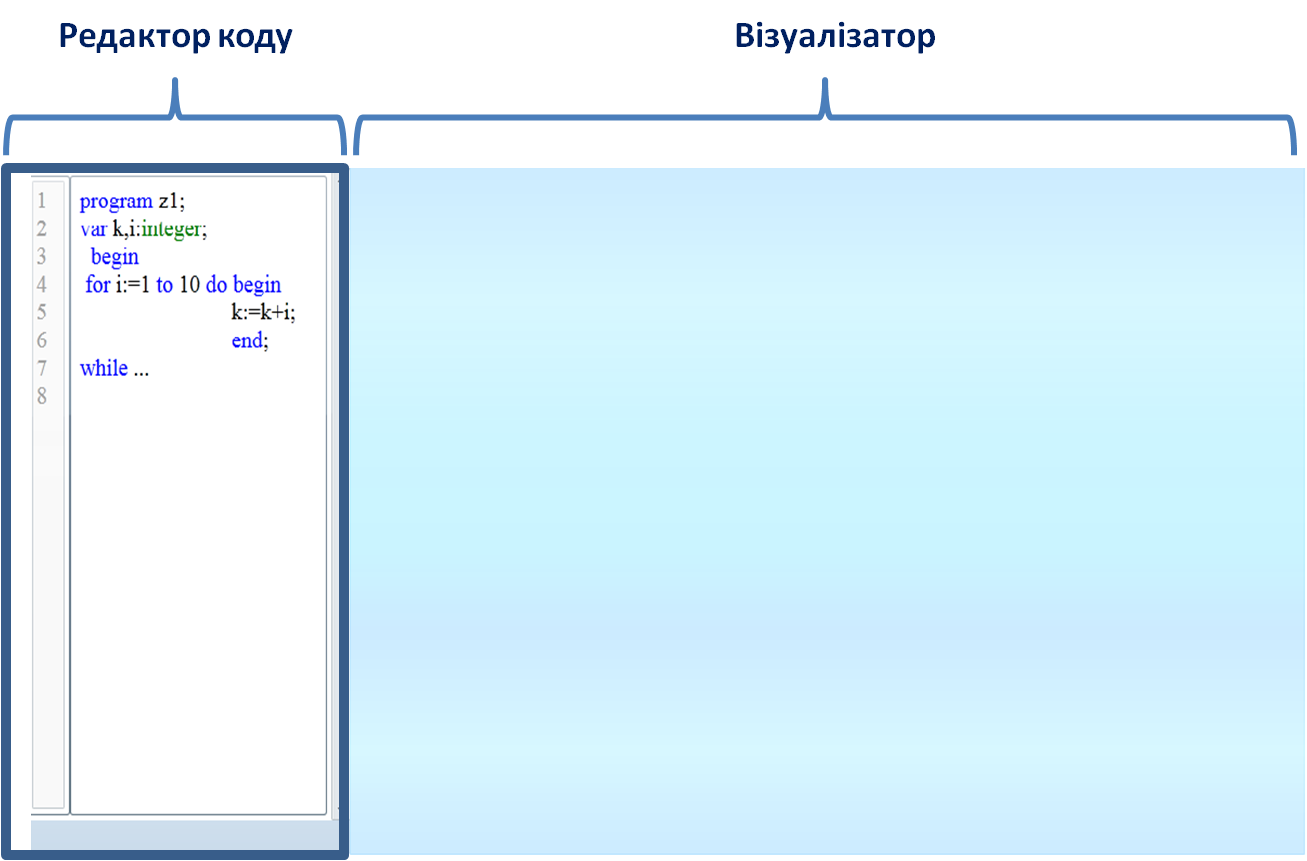 Редактор коду
Візуалізатор
1 program z1;
2 var k,i:integer;
3 begin
4 for i:=1 to 10 do begin
5 k:=k+i;
6 end;
7 while ...
8